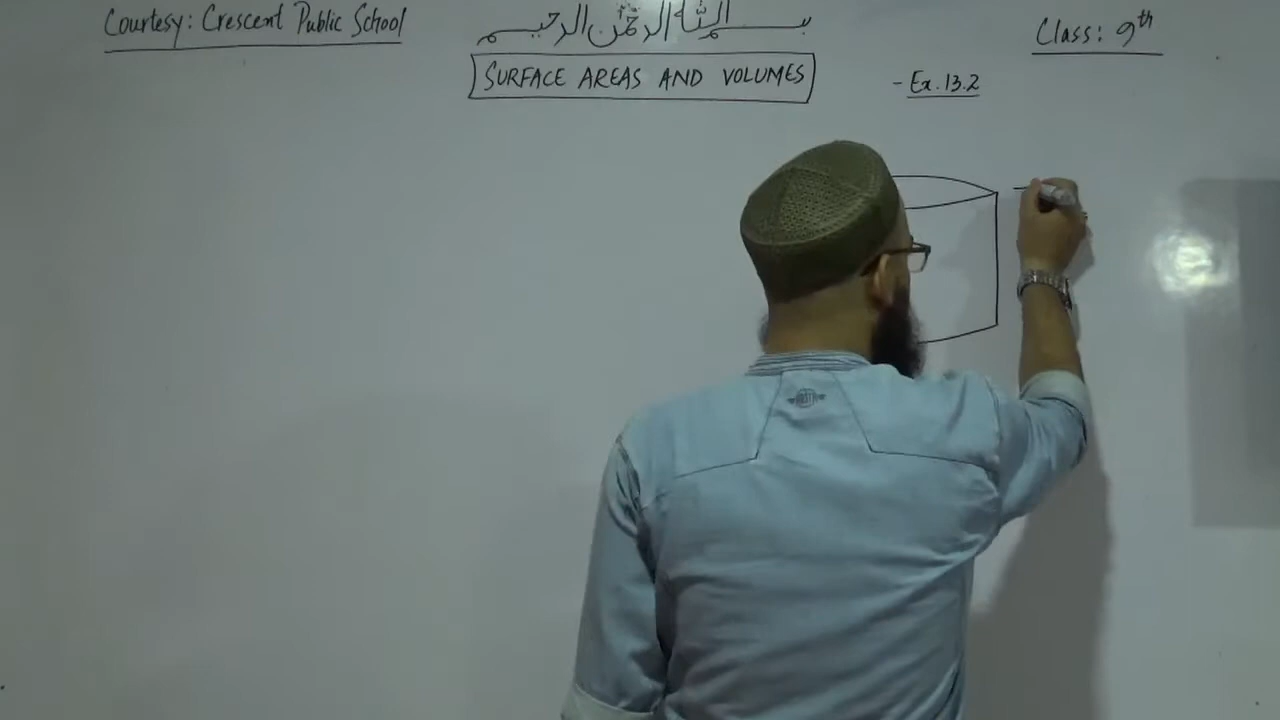 Courtesy: Crescent Public School
بسم الله الرحمن الرحيم
Class: 9th
SURFACE AREAS AND VOLUMES
- Ex. 13.2